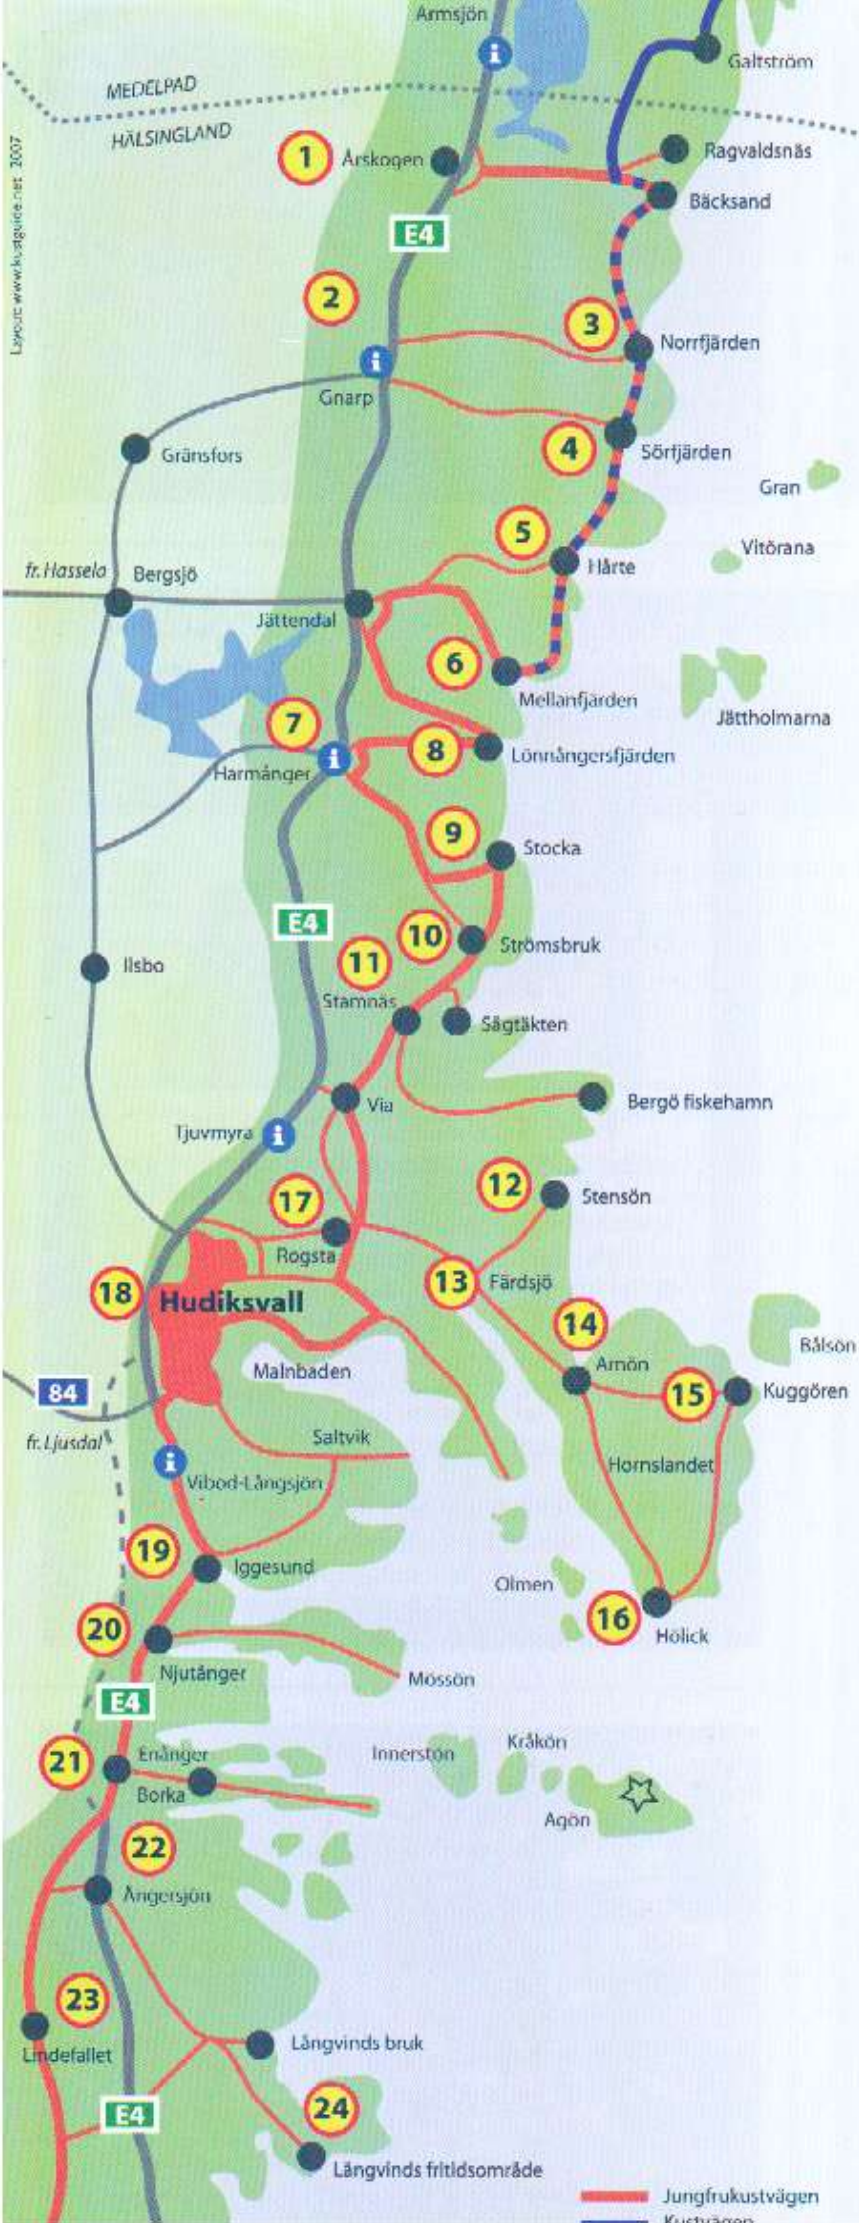 Armsjön
i
Galtström
MEDELPAD
HÄLSINGLAND
Layout: www.kustguide.net 2007
1
Årskogen
Ragvaldsnäs
Bäcksand
E4
2
3
Norrfjärden
i
Gnarp
Gränsfors
4
Sörfjärden
Gran
5
Vitörana
fr. Hassela
Bergsjö
Hårte
Jättendal
6
Mellanfjärden
Jättholmarna
7
i
Harmånger
8
Lönnångersfjärden
9
Stocka
E4
10
Strömsbruk
11
Ilsbo
Stamnäs
Sågtäkten
Via
Bergö fiskehamn
Tjuvmyra
i
12
Stensön
17
Rogsta
13
Färdsjö
18
Hudiksvall
14
Bålsön
Arnön
Malnbaden
84
15
Kuggören
fr. Ljusdal
Saltvik
i
Hornslandet
Vibod-Långsjön
19
Iggesund
Olmen
16
Hölick
20
Njutånger
Mössön
E4
21
Enånger
Innerstön
Kråkön
Borka
Agön
22
Ångersjön
23
Lindefallet
Långvinds bruk
E4
24
Långvinds fritidsområde
Jungfrukustvägen
Kustvägen